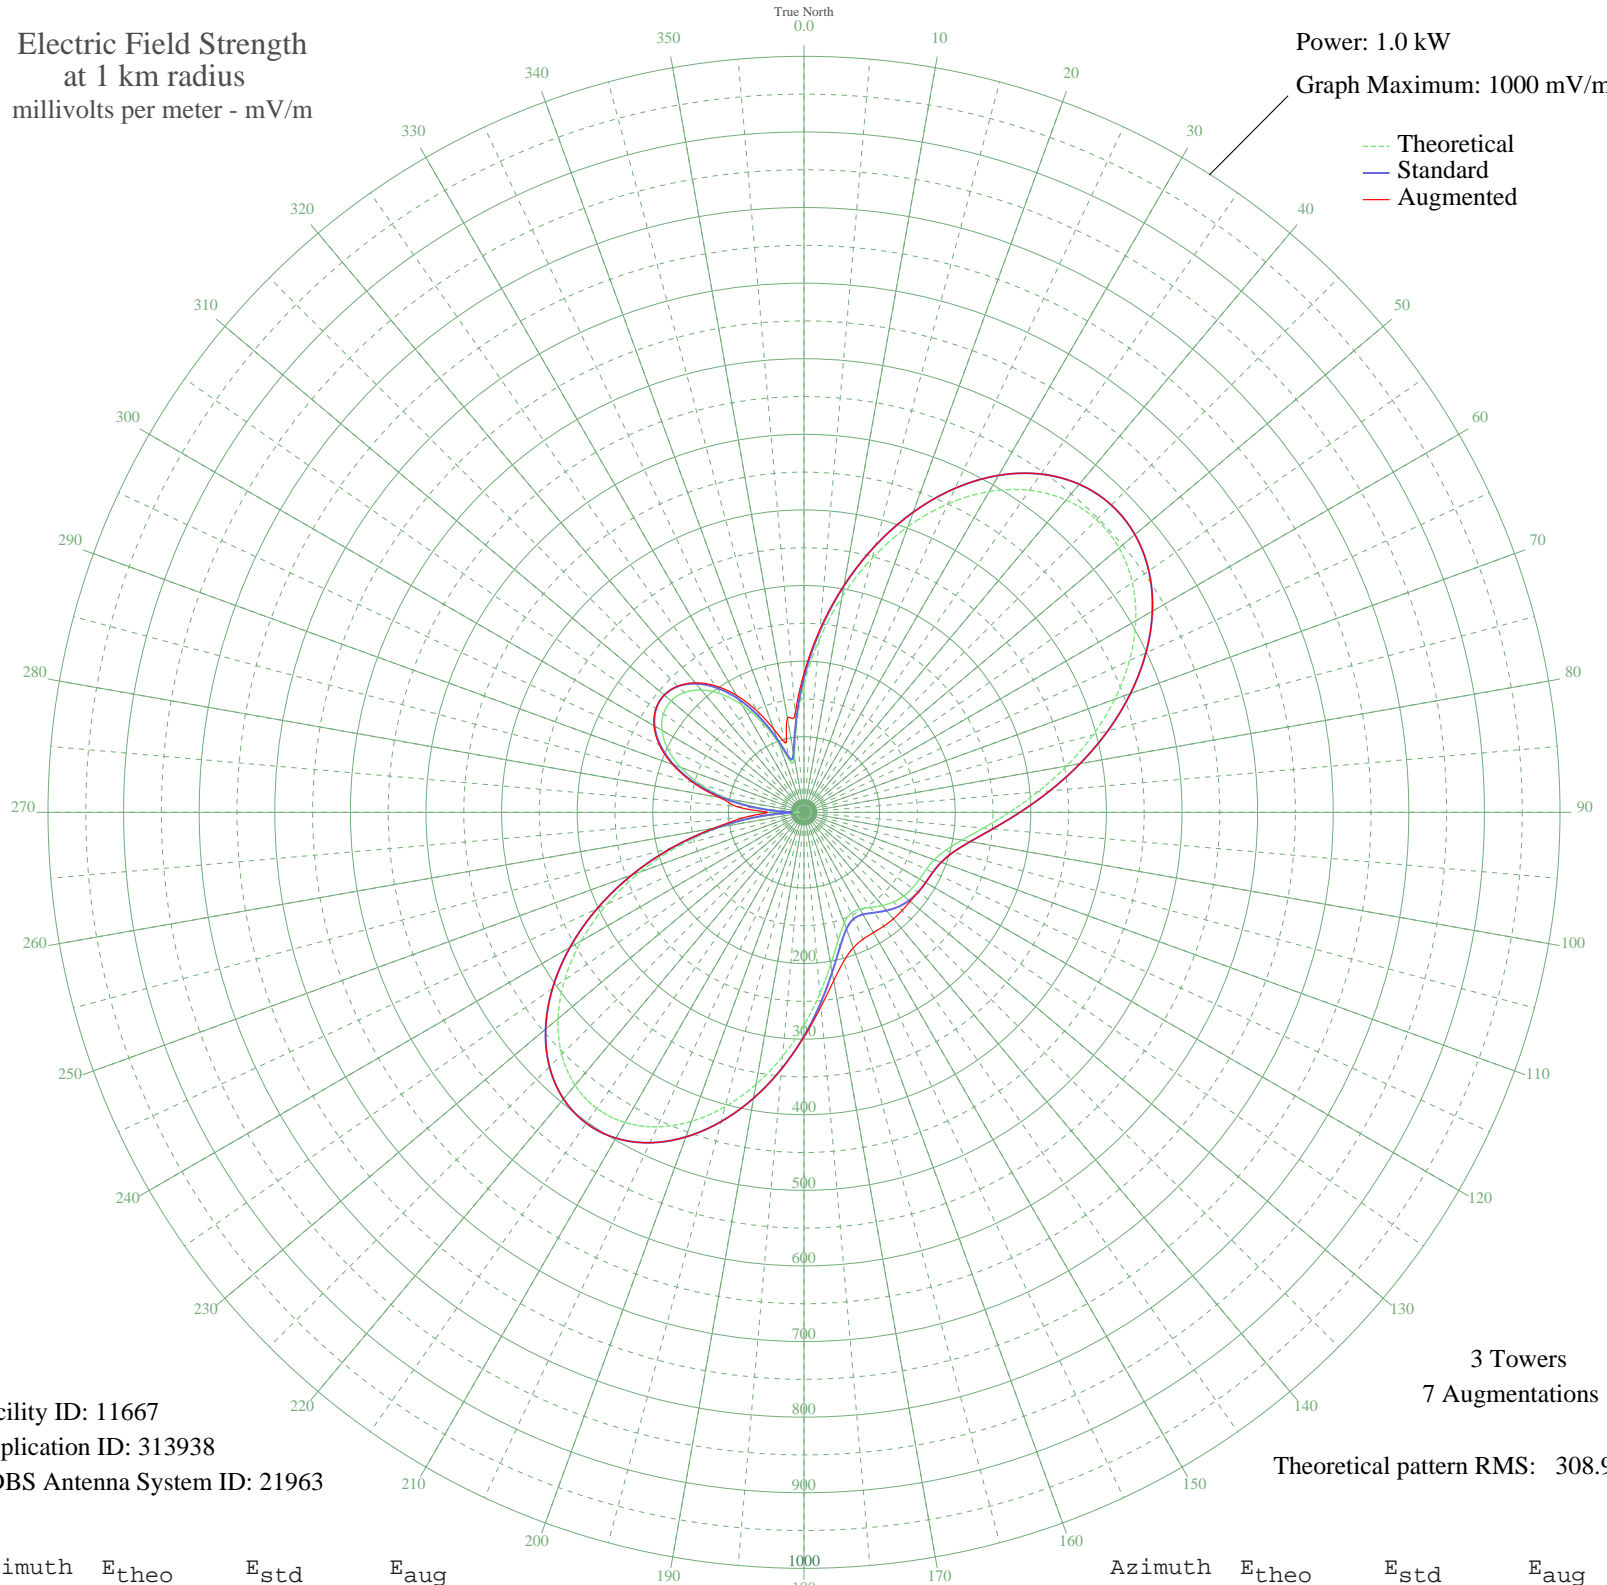 True North
0.0
Electric Field Strength
at 1 km radius
millivolts per meter - mV/m
Power: 1.0 kW
Graph Maximum: 1000 mV/m
Theoretical
Standard
Augmented
350
10
340
20
330
30
320
40
310
50
300
60
290
70
280
80
270
90
260
100
250
110
240
120
230
130
220
140
210
150
200
160
190
170
200
300
400
500
600
700
800
900
1000
3 Towers
7 Augmentations
Theoretical pattern RMS: 308.9
cility ID: 11667
plication ID: 313938
DBS Antenna System ID: 21963
imuth Etheo Estd Eaug
Azimuth Etheo Estd Eaug